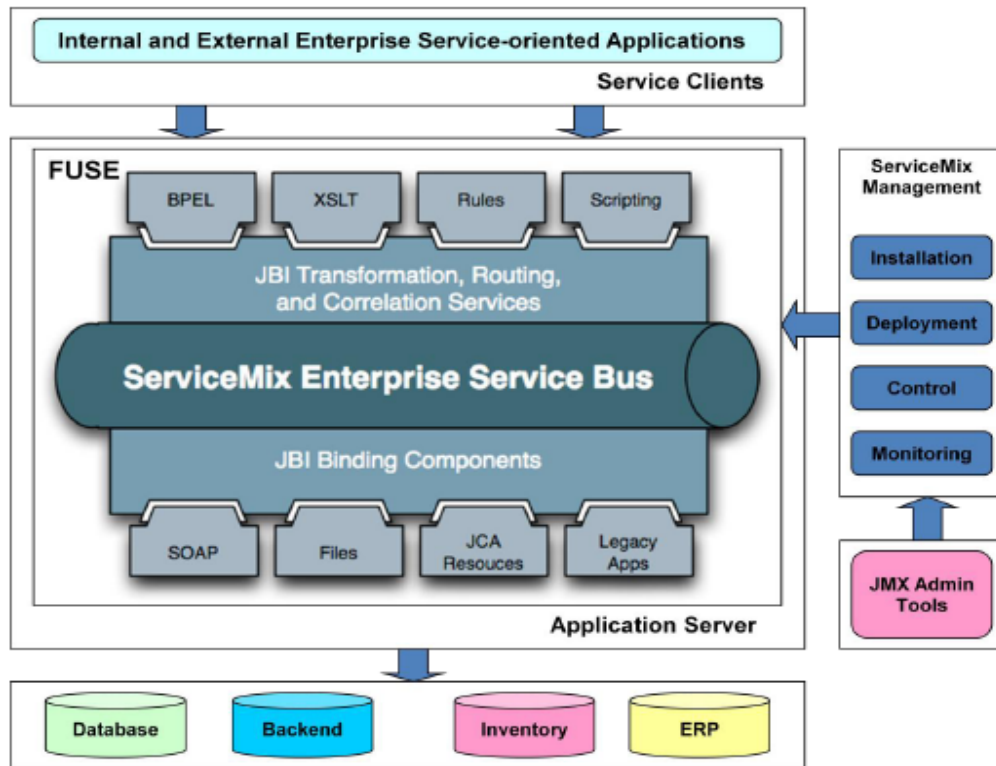 Internal and External Enterprise Service-oriented Applications
Service Clients
FUSE
BPEL
XSLT
Rules
Scripting
JBI Transformation, Routing,
and Correlation Services
ServiceMix Enterprise Service Bus
JBI Binding Components
SOAP
Files
JCA
Resouces
Legacy
Apps
Application Server
ServiceMix
Management
Installation
Deployment
Control
Monitoring
JMX Admin
Tools
Database
Backend
Inventory
ERP